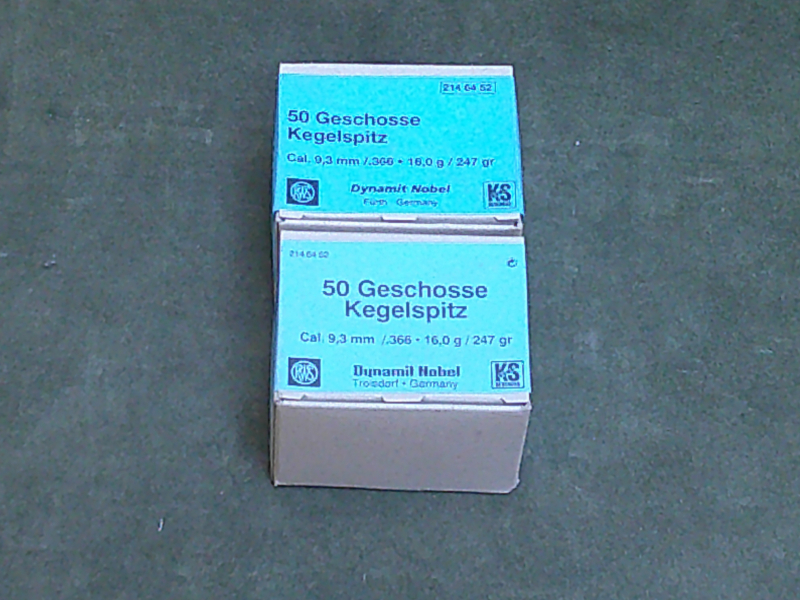 214 64 52
50 Geschosse
Kegelspitz
Cal. 9,3 mm /.366 • 16,0 g / 247 gr
RWS
Dynamit Nobel
Fürth · Germany
K&S
214 64 52
50 Geschosse
Kegelspitz
Cal. 9,3 mm /.366 • 16,0 g / 247 gr
RWS
Dynamit Nobel
Troisdorf • Germany
K&S